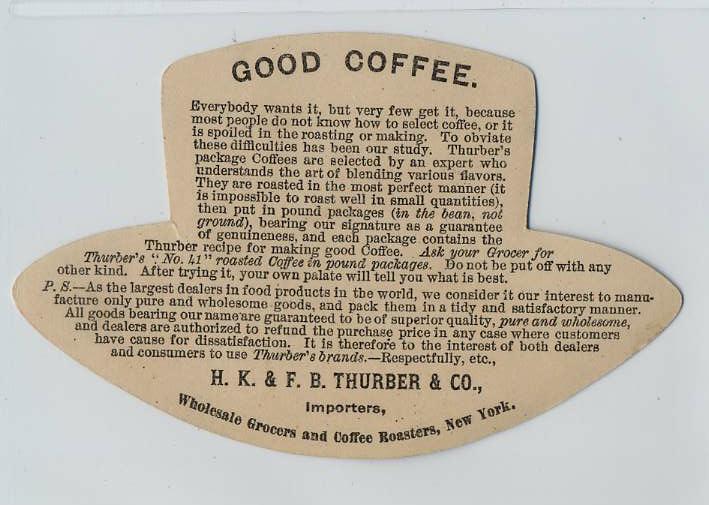 GOOD COFFEE.
Everybody wants it, but very few get it, because
most people do not know how to select coffee, or it
is spoiled in the roasting or making. To obviate
these difficulties has been our study. Thurber's
package Coffees are selected by an expert who
understands the art of blending various flavors.
They are roasted in the most perfect manner (it
is impossible to roast well in small quantities),
then put in pound packages (in the bean, not
ground), bearing our signature as a guarantee
of genuineness, and each package contains the
Thurber recipe for making good Coffee. Ask your Grocer for
Thurber's "No. 41" roasted Coffee in pound packages. Do not be put off with any
other kind. After trying it, your own palate will tell you what is best.
P. S.—As the largest dealers in food products in the world, we consider it our interest to manu-
facture only pure and wholesome goods, and pack them in a tidy and satisfactory manner.
All goods bearing our name are guaranteed to be of superior quality, pure and wholesome,
and dealers are authorized to refund the purchase price in any case where customers
have cause for dissatisfaction. It is therefore to the interest of both dealers
and consumers to use Thurber's brands.—Respectfully, etc.,
H. K. & F. B. THURBER & CO.,
Importers,
Wholesale Grocers and Coffee Roasters, New York.